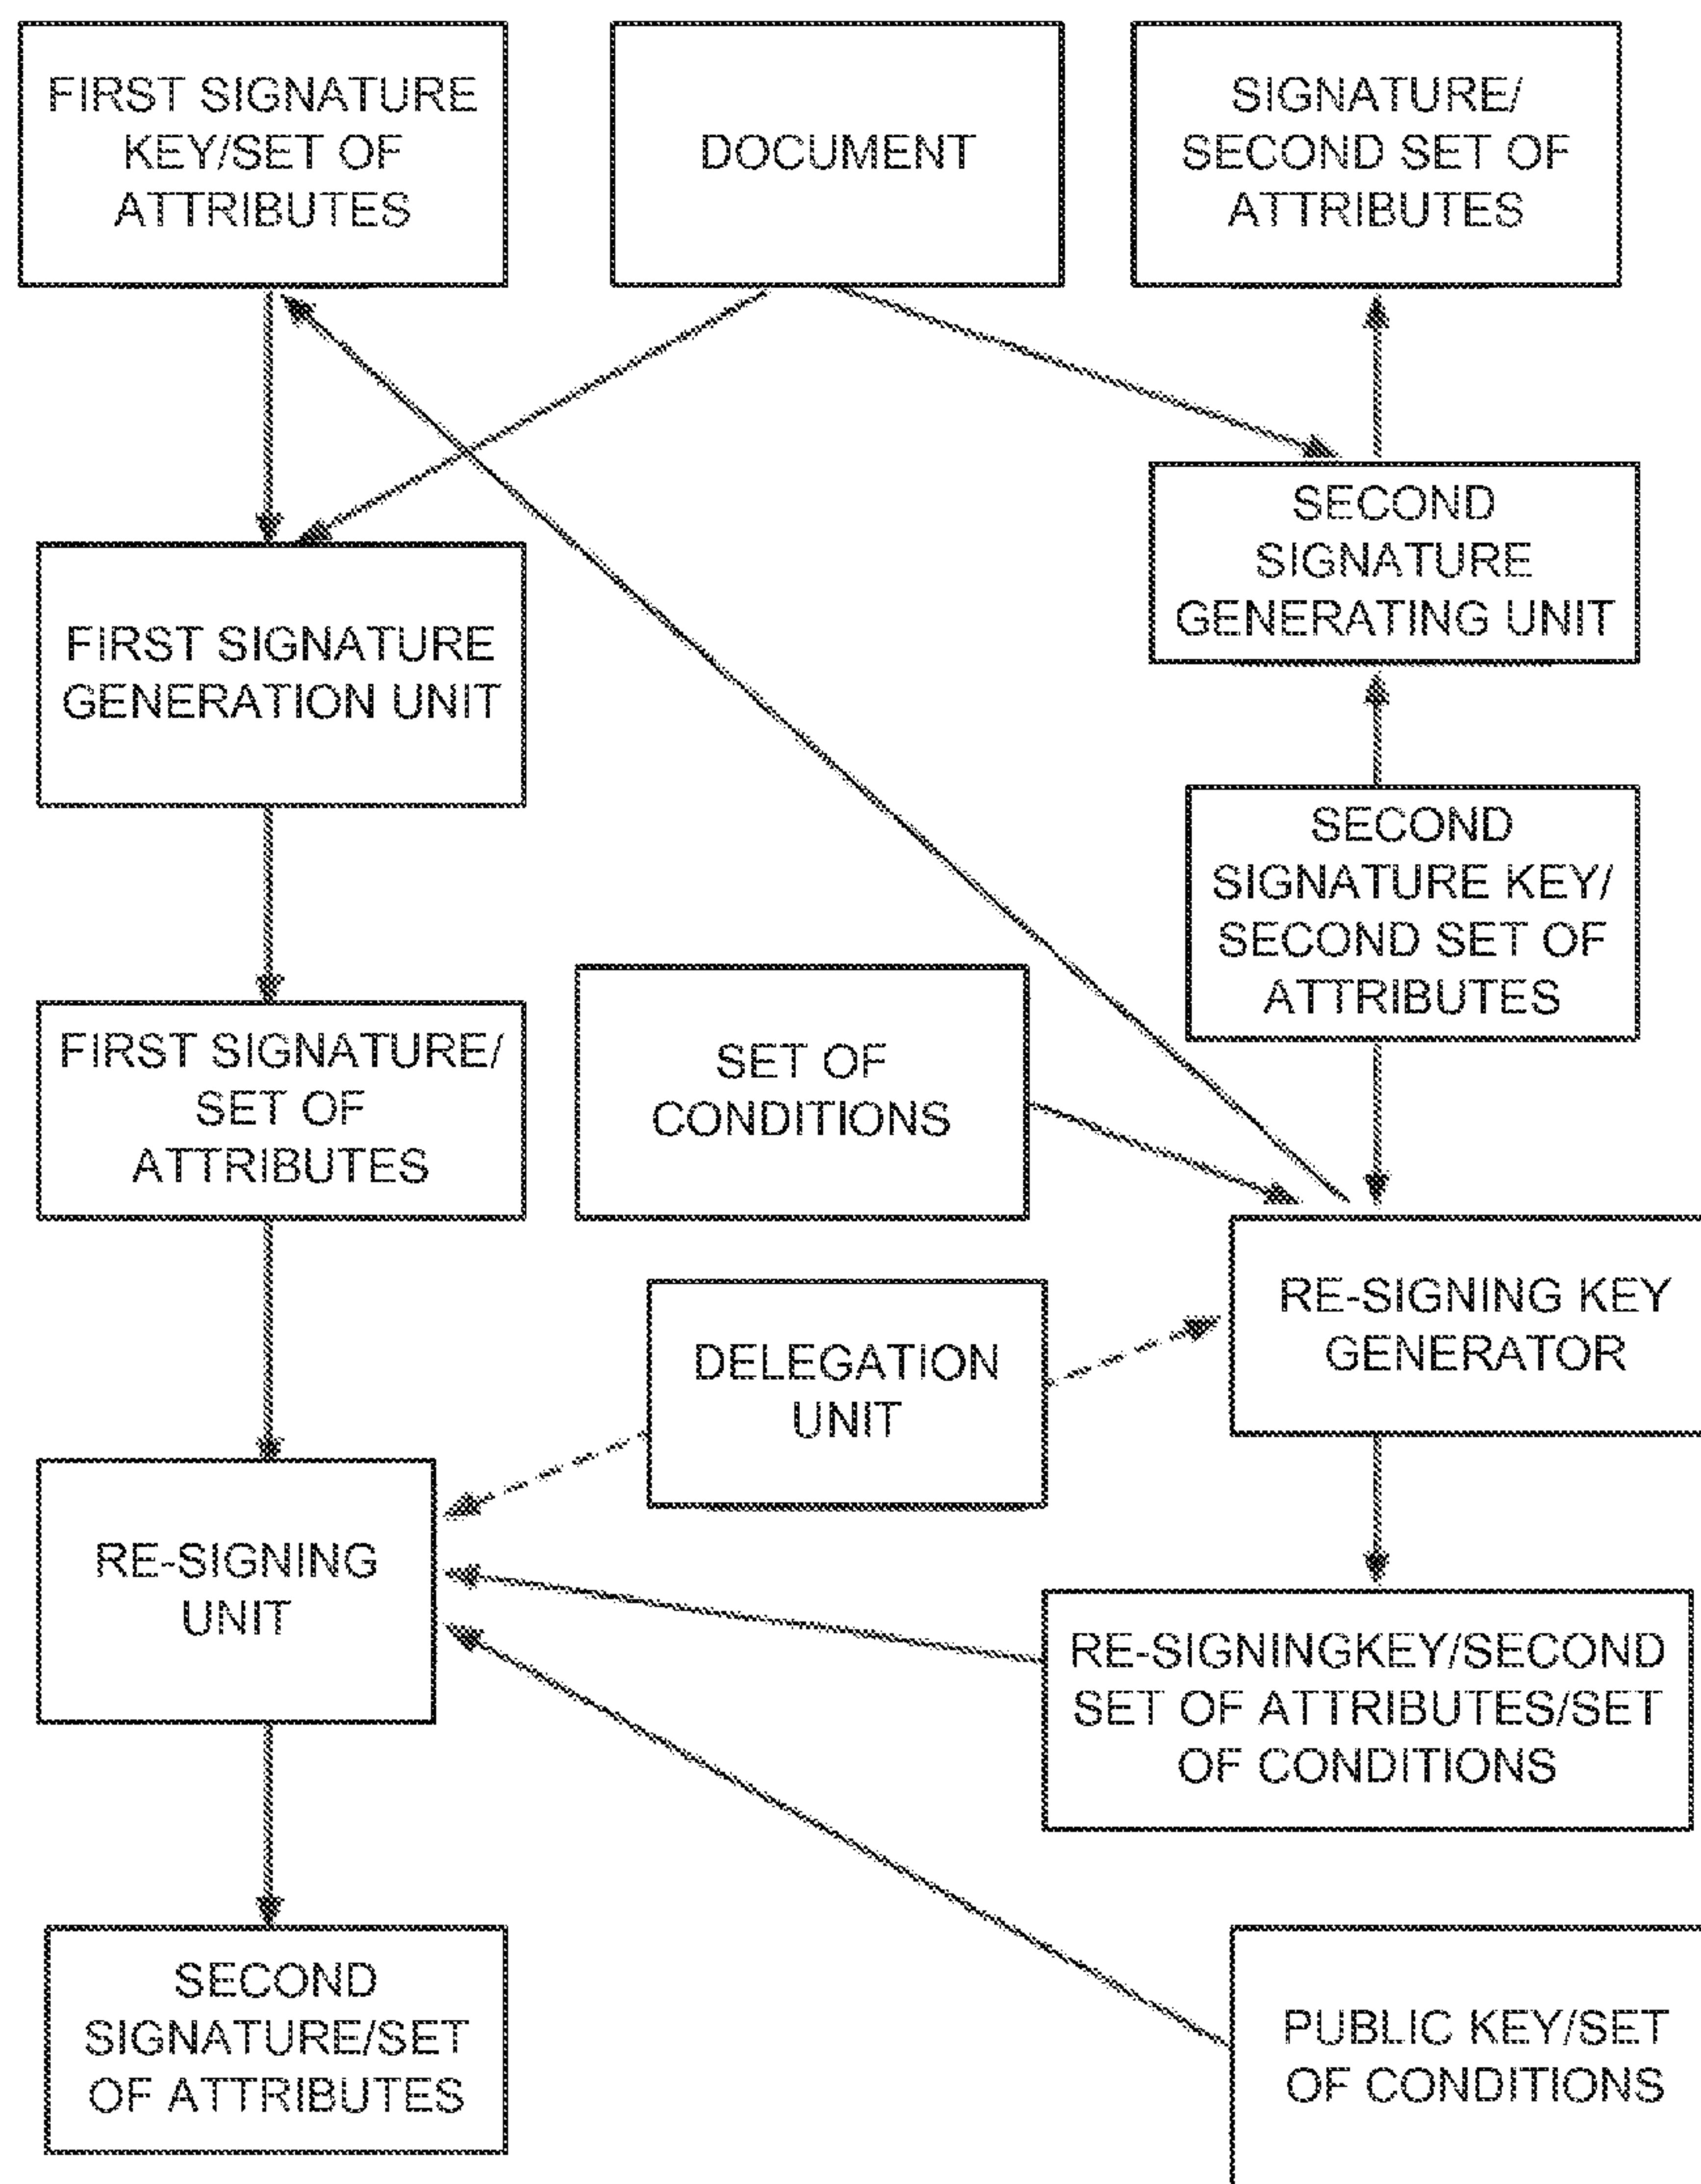 FIRST SIGNATURE
KEY/SET OF
ATTRIBUTES
DOCUMENT
SIGNATURE/
SECOND SET OF
ATTRIBUTES
SECOND
SIGNATURE
GENERATING UNIT
FIRST SIGNATURE
GENERATION UNIT
SECOND
SIGNATURE KEY/
SECOND SET OF
ATTRIBUTES
FIRST SIGNATURE/
SET OF
ATTRIBUTES
SET OF
CONDITIONS
RE-SIGNING KEY
GENERATOR
DELEGATION
UNIT
RE-SIGNING
UNIT
RE-SIGNINGKEY/SECOND
SET OF ATTRIBUTES/SET
OF CONDITIONS
SECOND
SIGNATURE/SET
OF ATTRIBUTES
PUBLIC KEY/SET
OF CONDITIONS